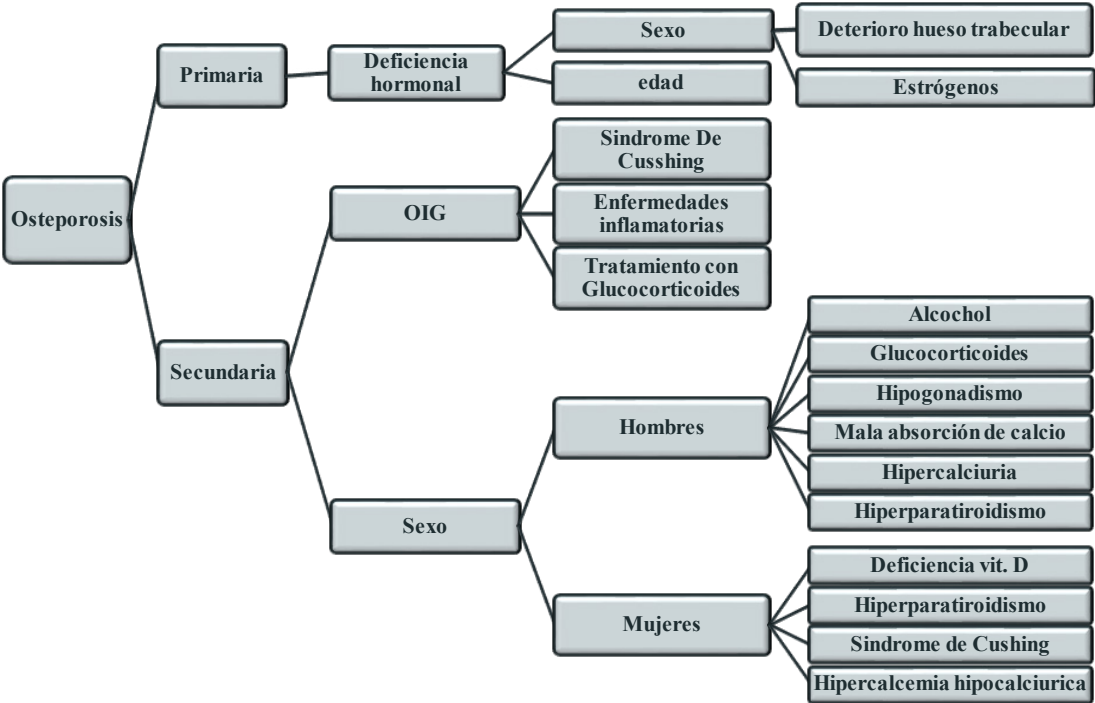 Osteporosis
Primaria
Deficiencia
hormonal
Sexo
Deterioro hueso trabecular
Estrógenos
edad
Secundaria
OIG
Sindrome De
Cusshing
Enfermedades
inflamatorias
Tratamiento con
Glucocorticoides
Sexo
Hombres
Alcochol
Glucocorticoides
Hipogonadismo
Mala absorción de calcio
Hipercalciuria
Hiperparatiroidismo
Mujeres
Deficiencia vit. D
Hiperparatiroidismo
Sindrome de Cushing
Hipercalcemia hipocalciurica